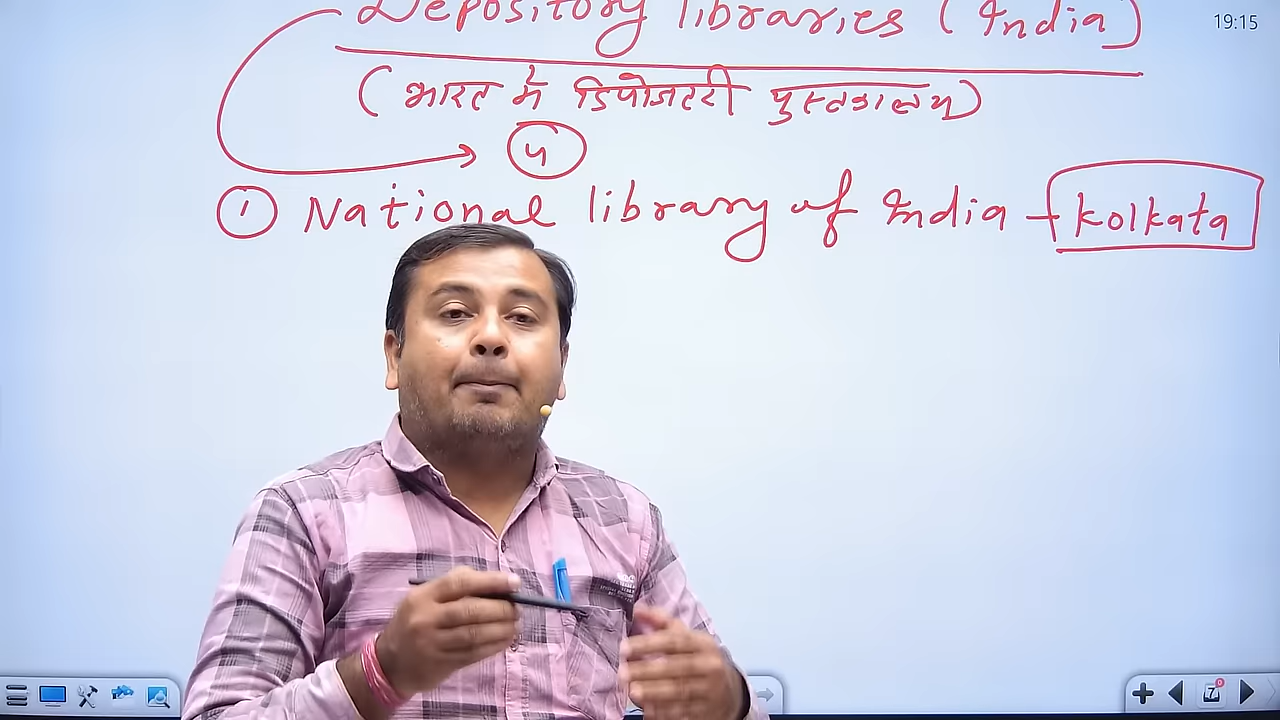 Depository libraries (India)
19:15
(भारत में डिपोजटरी पुस्तकालय)
4
1 National library of India - Kolkata